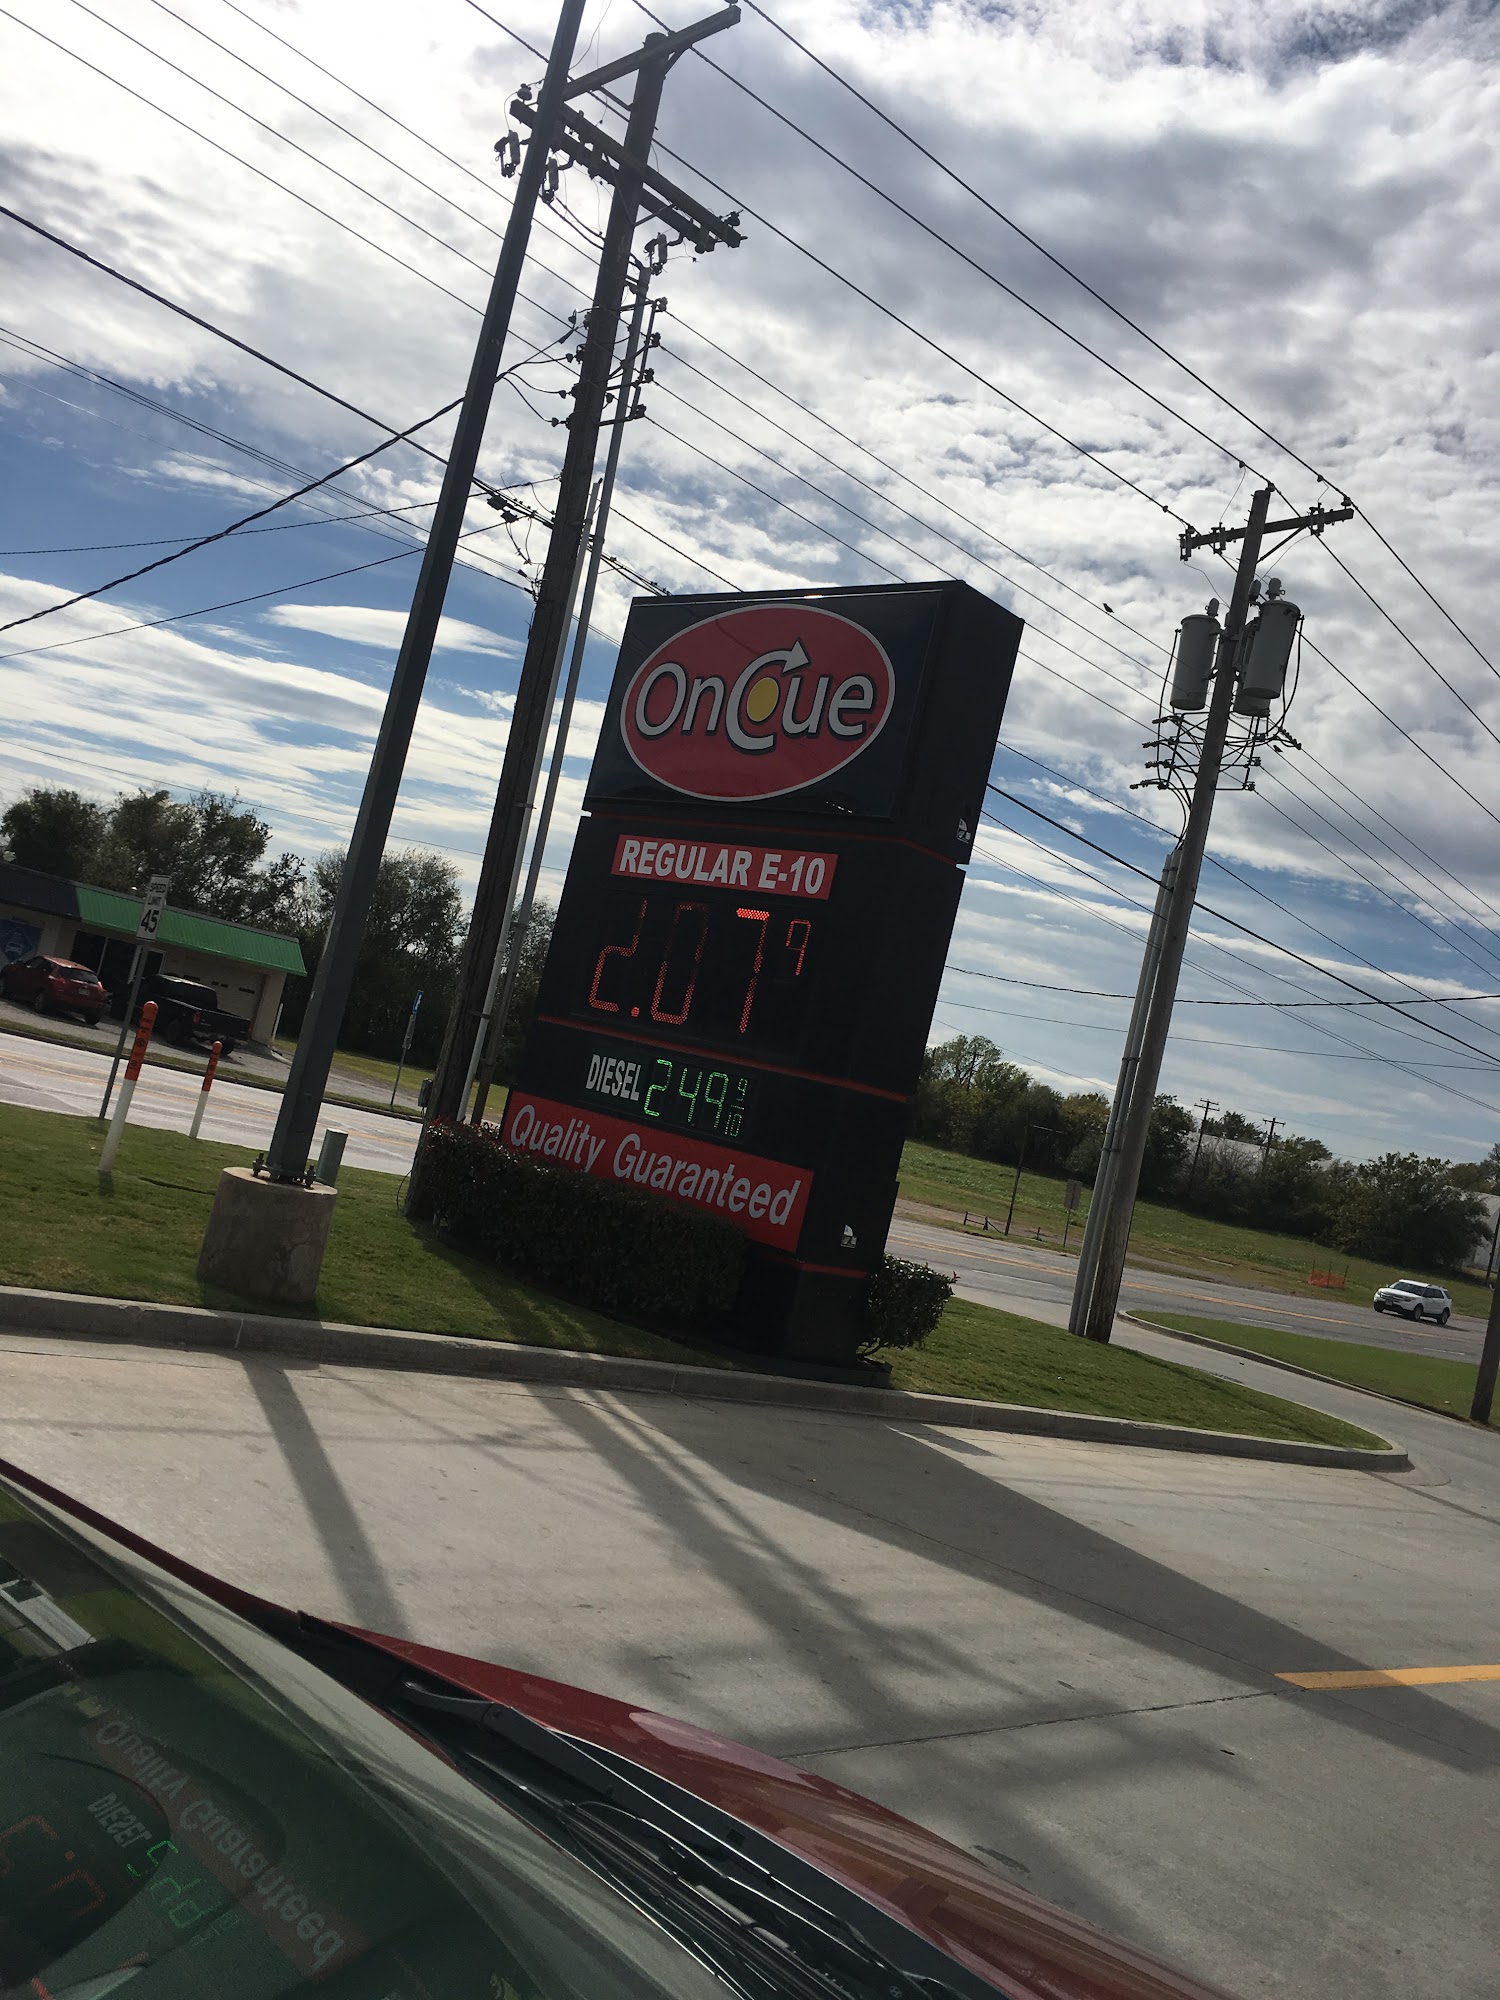 OnCue
REGULAR E-10
2.07 9
DIESEL 2.49 9/10
Quality Guaranteed
SPEED
LIMIT
45